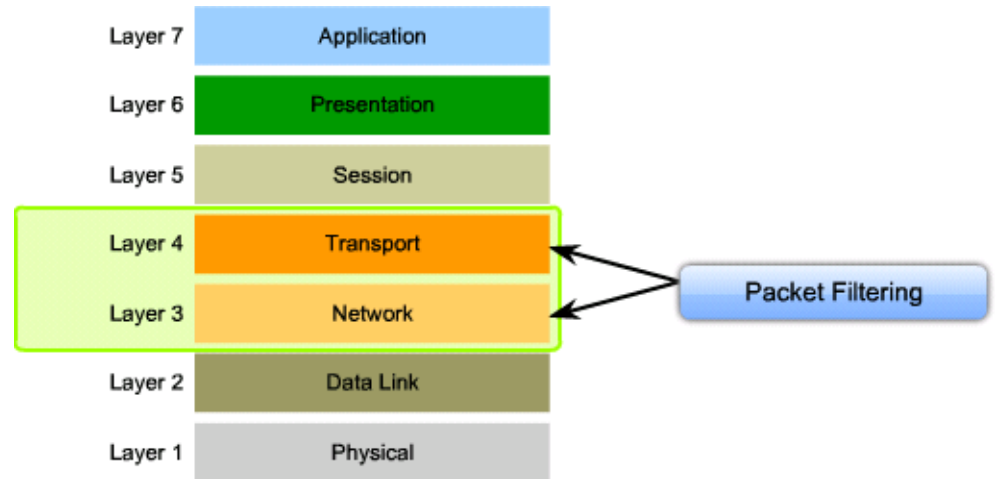 Layer 7 Application
Layer 6 Presentation
Layer 5 Session
Layer 4 Transport
Packet Filtering
Layer 3 Network
Layer 2 Data Link
Layer 1 Physical